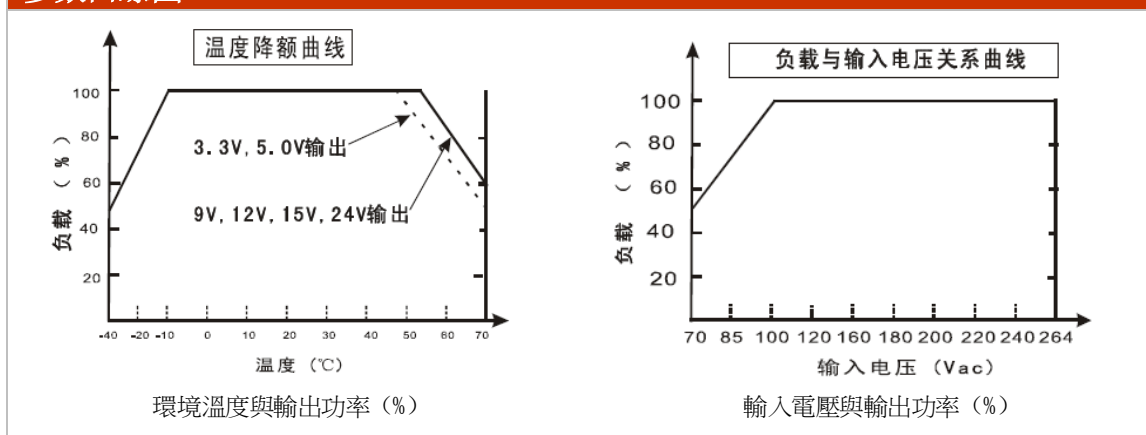 温度降额曲线
100
80
60
40
20
负载（%）
3.3V,5.0V输出
9V,12V,15V,24V输出
-40 -20 -10 0 10 20 30 40 50 60 70
温度（℃）
環境溫度與輸出功率（%）
负载与输入电压关系曲线
100
80
60
40
20
负载（%）
70 85 100 120 160 180 200 220 240 264
输入电压（Vac）
輸入電壓與輸出功率（%）